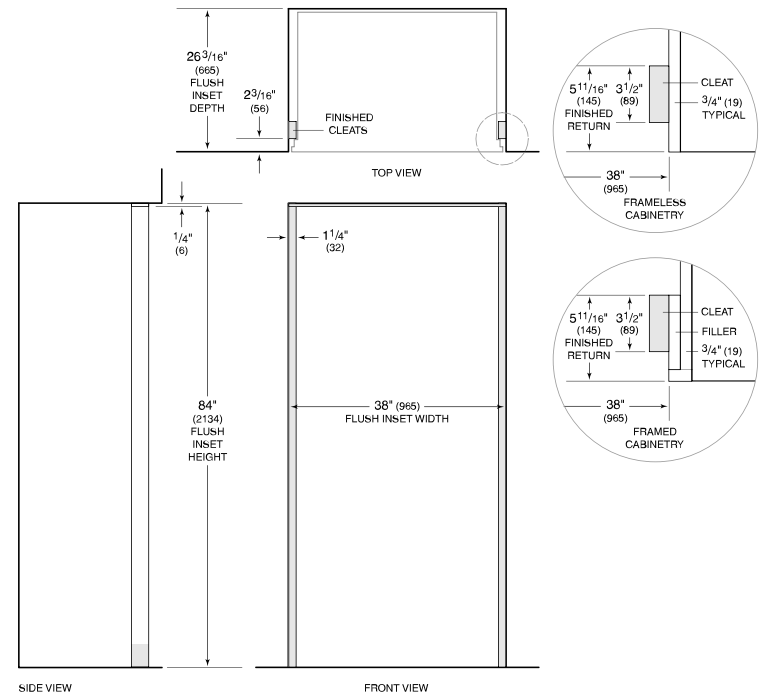 26 3/16"
(665)
FLUSH
INSET
DEPTH
2 3/16"
(56)
FINISHED
CLEATS
TOP VIEW
5 11/16"
(145)
FINISHED
RETURN
3 1/2"
(89)
CLEAT
3/4" (19)
TYPICAL
38"
(965)
FRAMELESS
CABINETRY
1/4"
(6)
1 1/4"
(32)
5 11/16"
(145)
FINISHED
RETURN
3 1/2"
(89)
CLEAT
FILLER
3/4" (19)
TYPICAL
38"
(965)
FRAMED
CABINETRY
84"
(2134)
FLUSH
INSET
HEIGHT
38" (965)
FLUSH INSET WIDTH
SIDE VIEW
FRONT VIEW